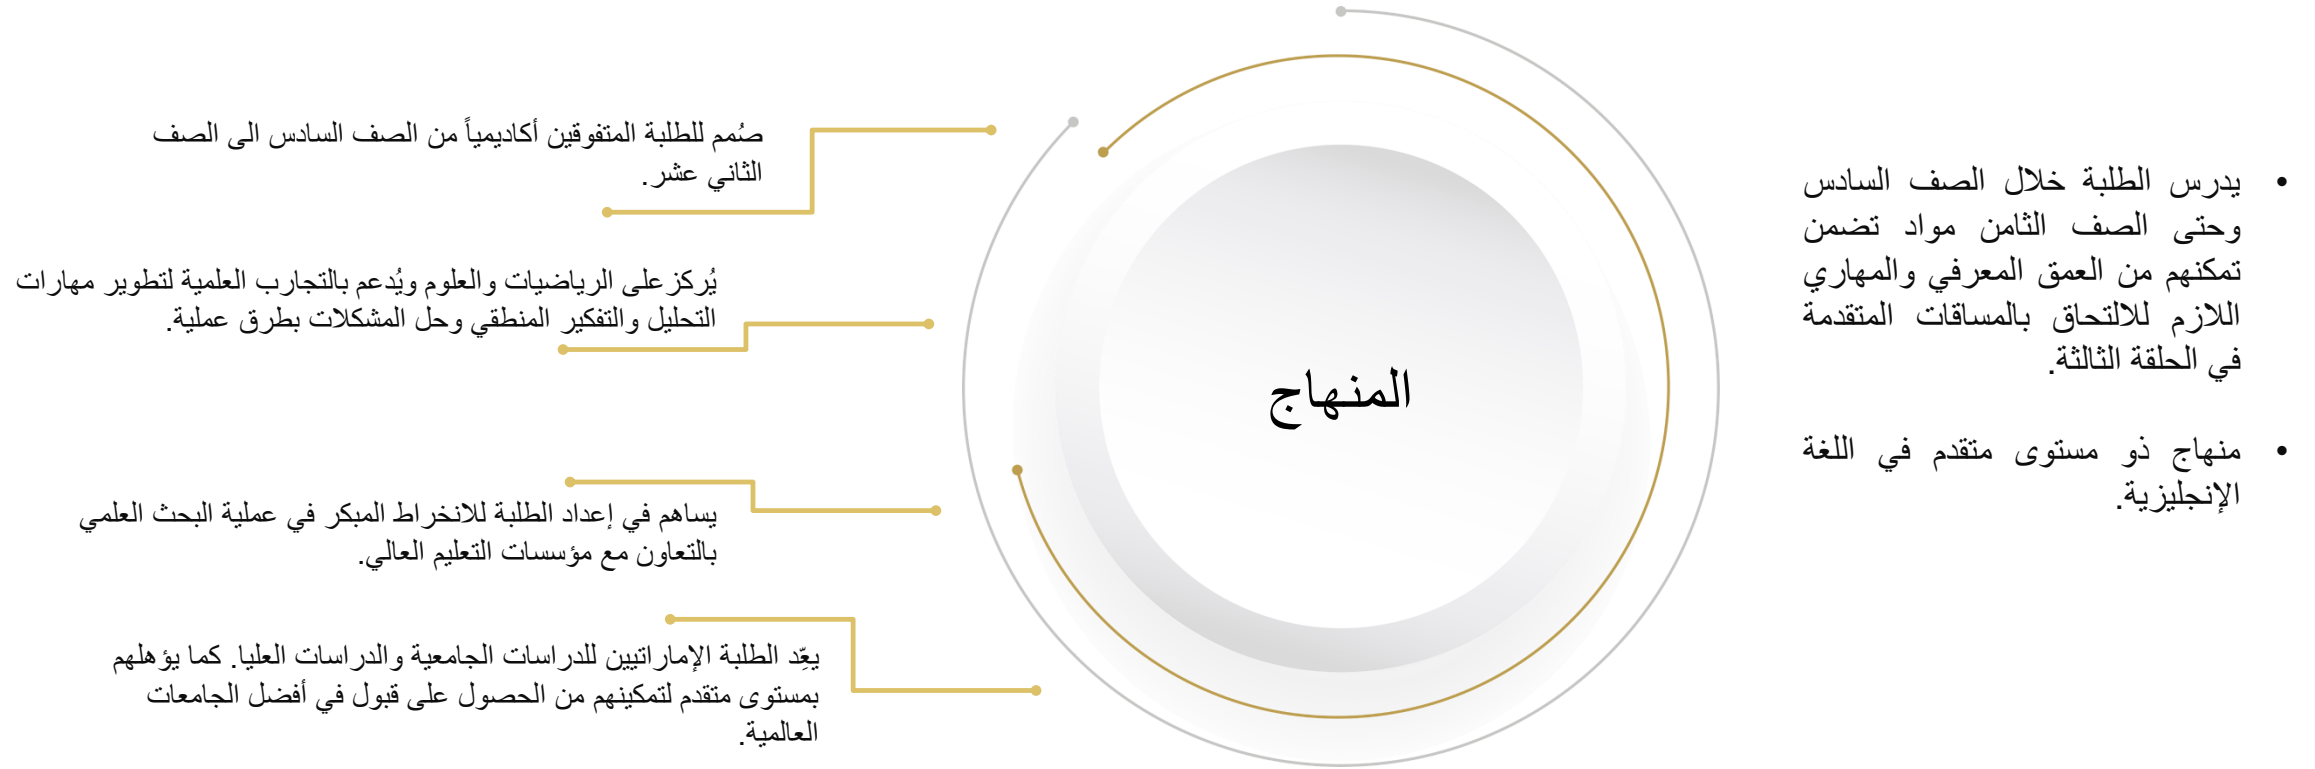 يدرس الطلبة خلال الصف السادس
وحتى الصف الثامن مواد تضمن
تمكنهم من العمق المعرفي والمهاري
اللازم للالتحاق بالمساقات المتقدمة
في الحلقة الثالثة.
منهاج ذو مستوى متقدم في اللغة
الإنجليزية.
المنهاج
صُمم للطلبة المتفوقين أكاديمياً من الصف السادس الى الصف
الثاني عشر.
يُركزعلى الرياضيات والعلوم ويُدعم بالتجارب العلمية لتطوير مهارات
التحليل والتفكير المنطقي وحل المشكلات بطرق عملية.
يساهم في إعداد الطلبة للانخراط المبكر في عملية البحث العلمي
بالتعاون مع مؤسسات التعليم العالي.
يعِّد الطلبة الإماراتيين للدراسات الجامعية والدراسات العليا. كما يؤهلهم
بمستوى متقدم لتمكينهم من الحصول على قبول في أفضل الجامعات
العالمية.